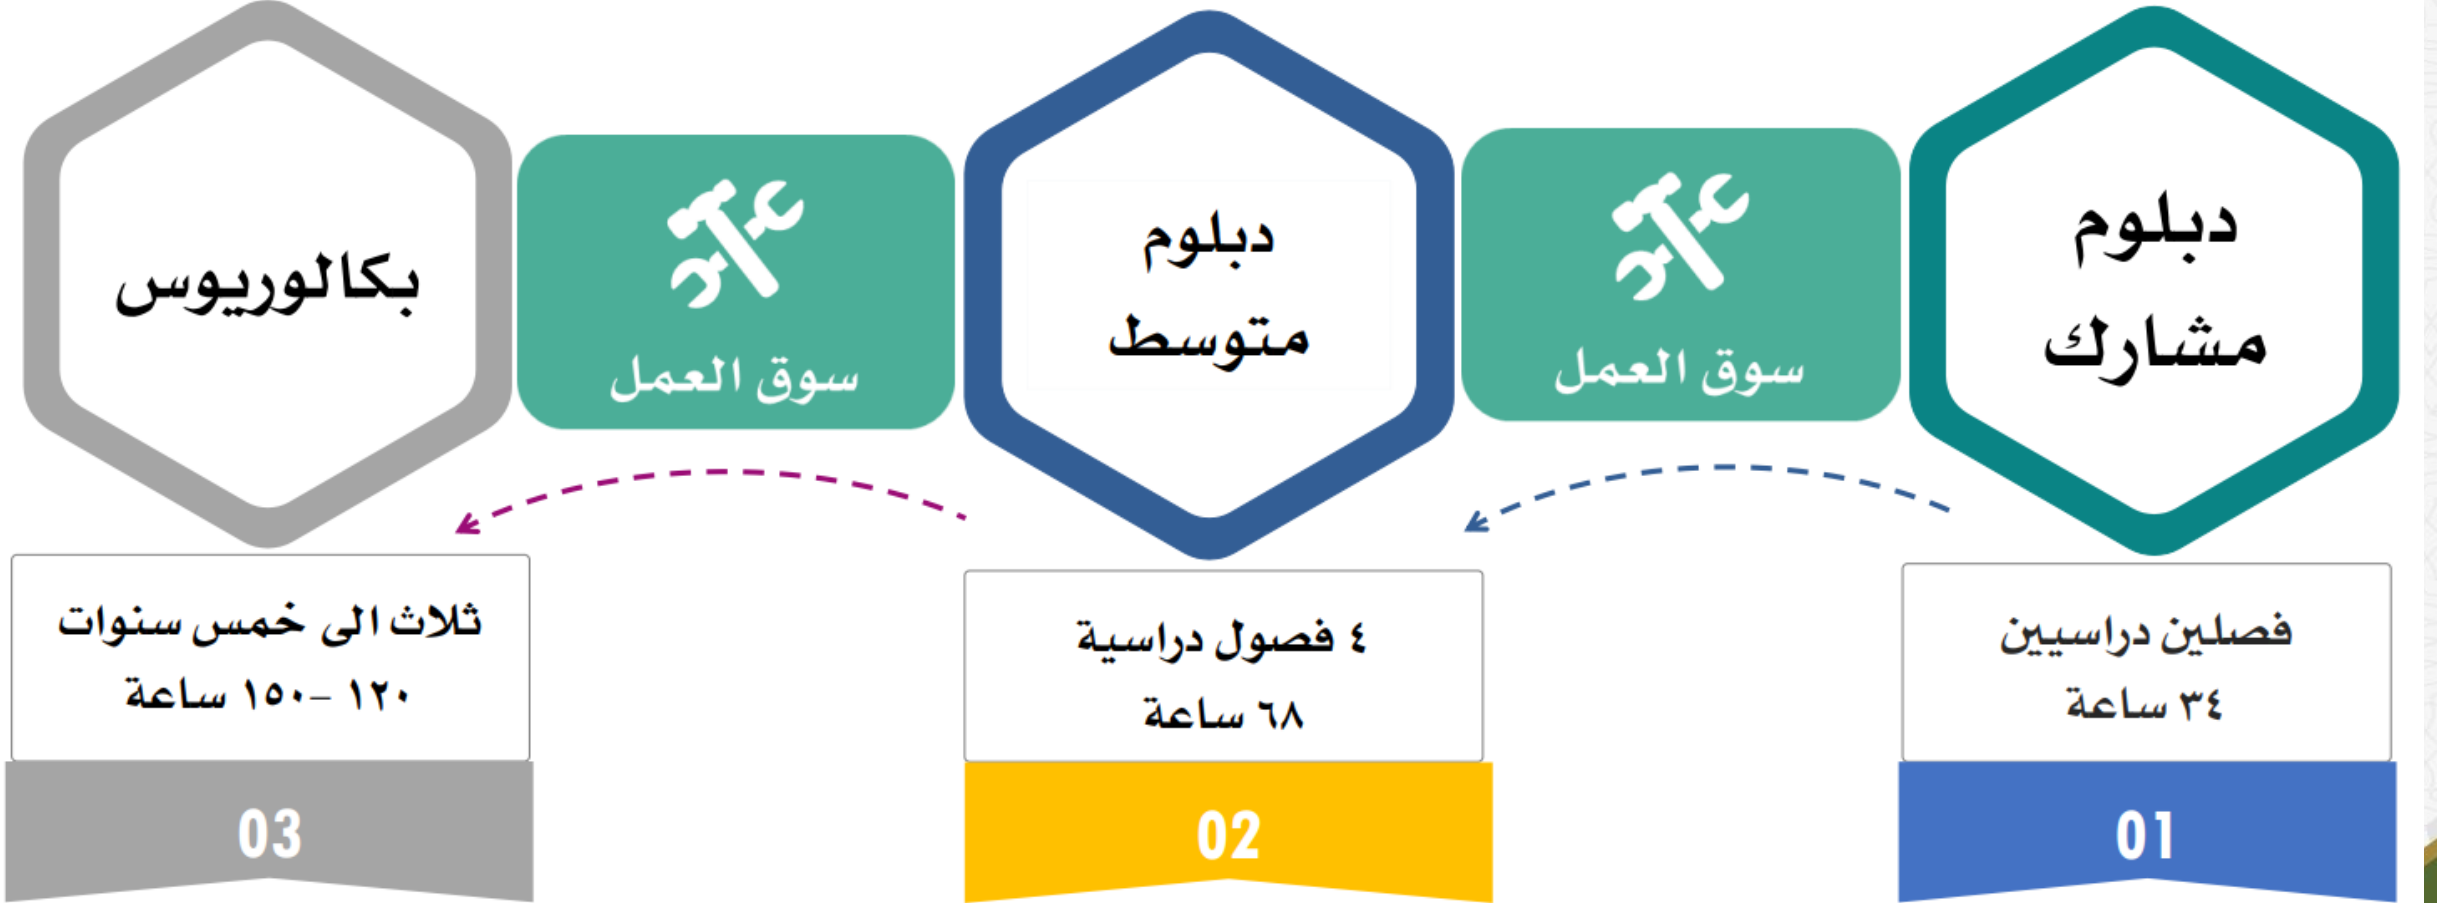 دبلوم
مشارك
سوق العمل
دبلوم
متوسط
سوق العمل
بكالوريوس
فصلين دراسيين
٣٤ ساعة
01
٤ فصول دراسية
٦٨ ساعة
02
ثلاث الى خمس سنوات
١٢٠ –١٥٠ ساعة
03